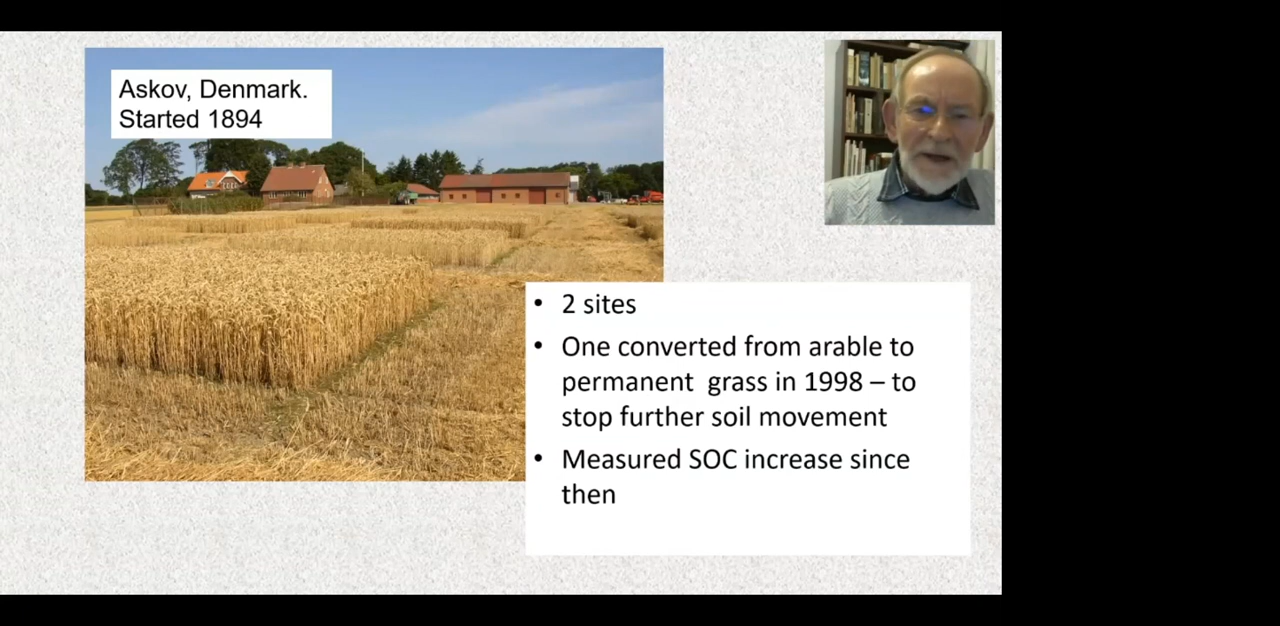 Askov, Denmark.
Started 1894
• 2 sites
• One converted from arable to
permanent  grass in 1998 – to
stop further soil movement
• Measured SOC increase since
then